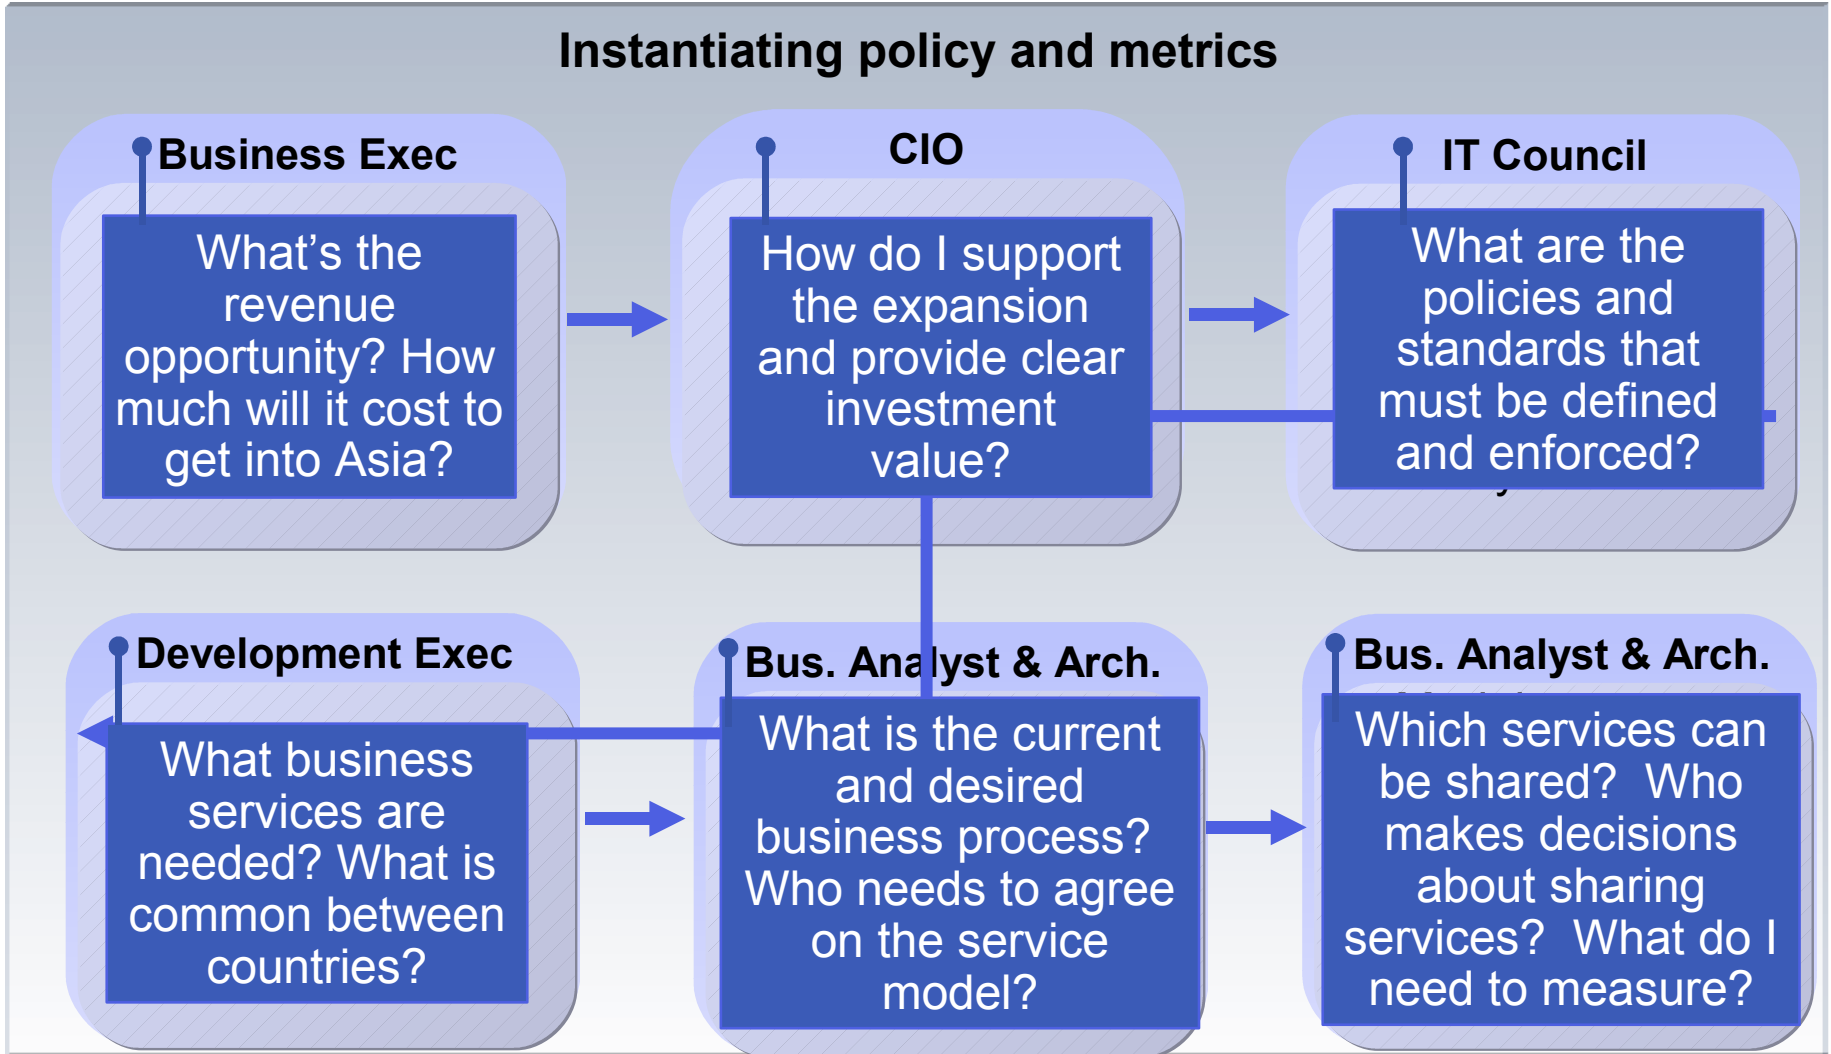 Instantiating policy and metrics
Business Exec
What’s the
revenue
opportunity? How
much will it cost to
get into Asia?
CIO
How do I support
the expansion
and provide clear
investment
value?
IT Council
What are the
policies and
standards that
must be defined
and enforced?
Development Exec
What business
services are
needed? What is
common between
countries?
Bus. Analyst & Arch.
What is the current
and desired
business process?
Who needs to agree
on the service
model?
Bus. Analyst & Arch.
Which services can
be shared?  Who
makes decisions
about sharing
services?  What do I
need to measure?